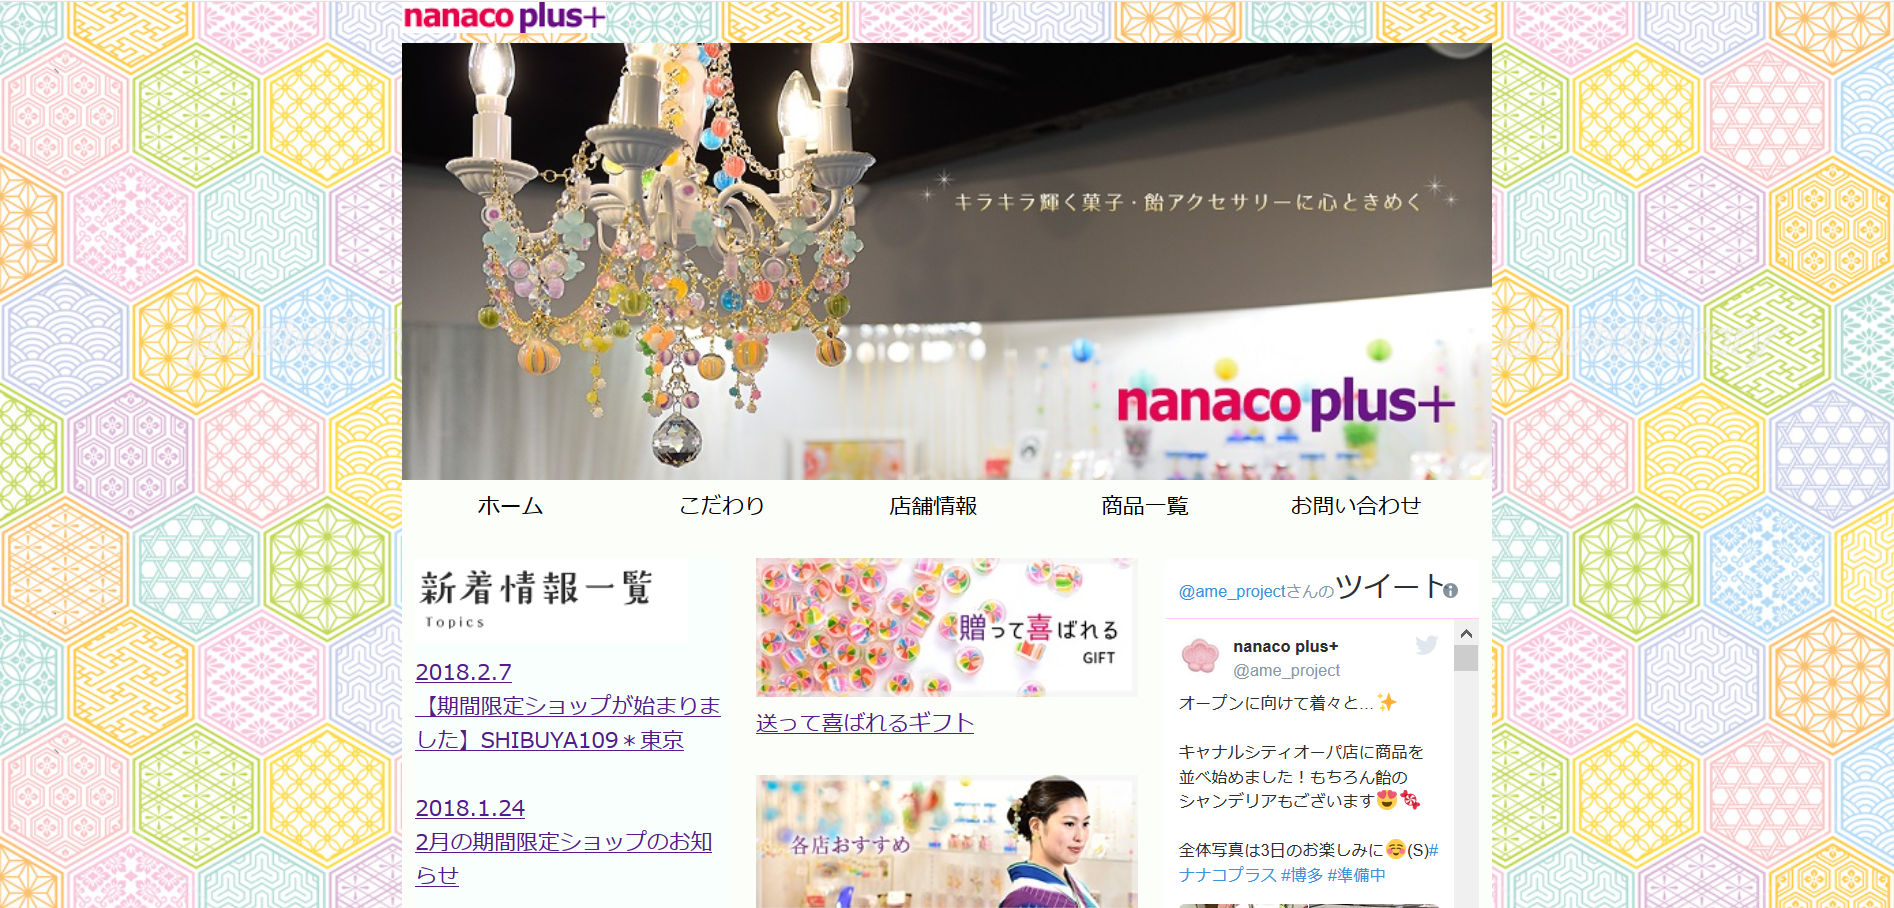 nanaco plus+
キラキラ輝く菓子・飴アクセサリーに心ときめく
nanaco plus+
ホーム
こだわり
店舗情報
商品一覧
お問い合わせ
新着情報一覧
Topics
2018.2.7
【期間限定ショップが始まりま
した】SHIBUYA109＊東京
2018.1.24
2月の期間限定ショップのお知
らせ
贈って喜ばれる
GIFT
送って喜ばれるギフト
各店おすすめ
@ame_projectさんのツイート
nanaco plus+
@ame_project
オープンに向けて着々と...✨
キャナルシティオーパ店に商品を
並べ始めました！もちろん飴の
シャンデリアもございます😍🍬
全体写真は3日のお楽しみに☺️(S)#
ナナコプラス #博多 #準備中